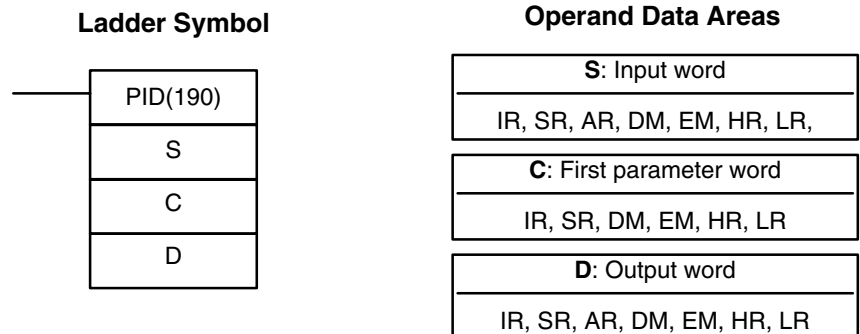 Ladder Symbol
PID(190)
S
C
D
Operand Data Areas
S: Input word
IR, SR, AR, DM, EM, HR, LR,
C: First parameter word
IR, SR, DM, EM, HR, LR
D: Output word
IR, SR, AR, DM, EM, HR, LR